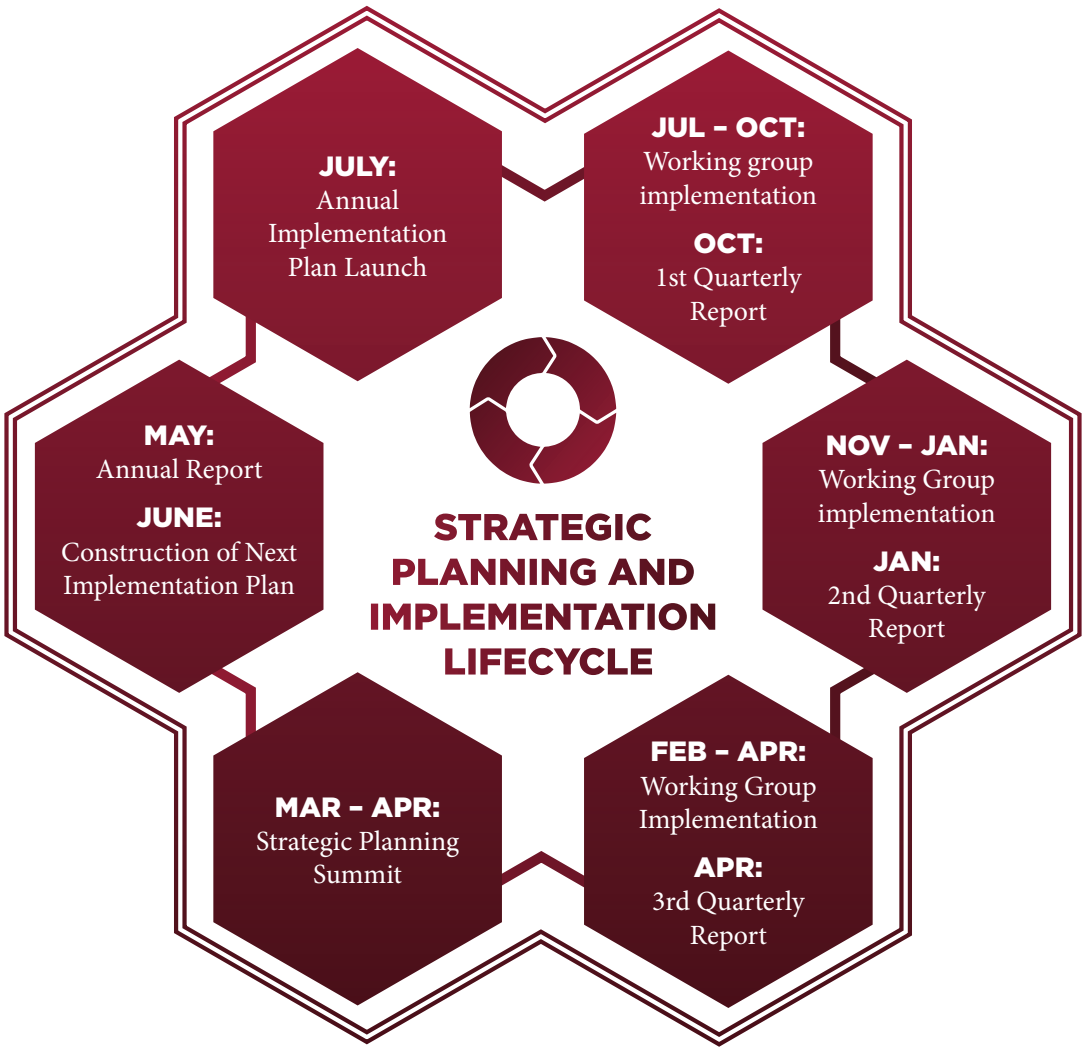 JULY:
Annual
Implementation
Plan Launch
JUL – OCT:
Working group
implementation
OCT:
1st Quarterly
Report
NOV – JAN:
Working Group
implementation
JAN:
2nd Quarterly
Report
FEB – APR:
Working Group
Implementation
APR:
3rd Quarterly
Report
MAR – APR:
Strategic Planning
Summit
MAY:
Annual Report
JUNE:
Construction of Next
Implementation Plan
STRATEGIC
PLANNING AND
IMPLEMENTATION
LIFECYCLE